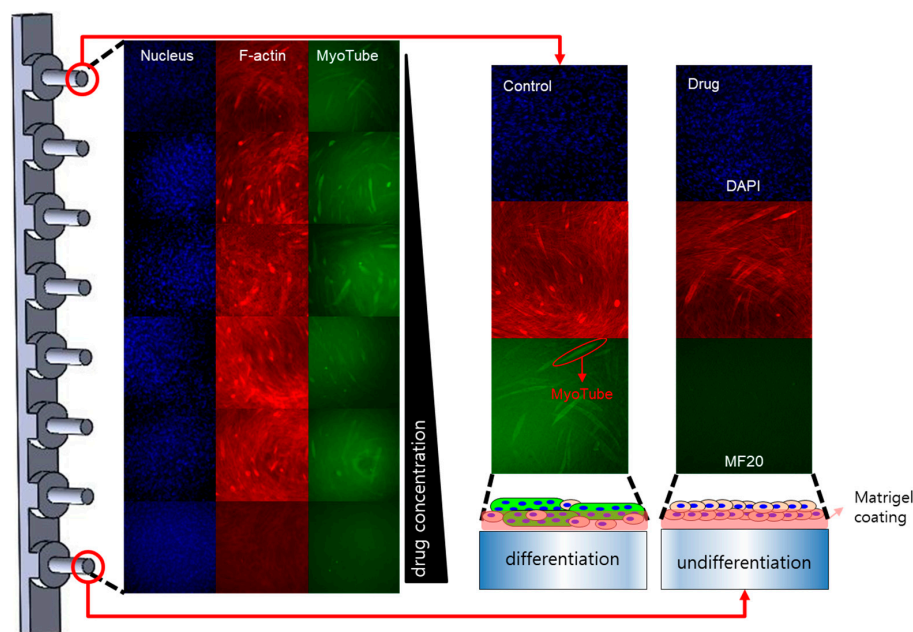 Nucleus
F-actin
MyoTube
drug concentration
Control
Drug
DAPI
MyoTube
MF20
Matrigel
coating
differentiation
undifferentiation